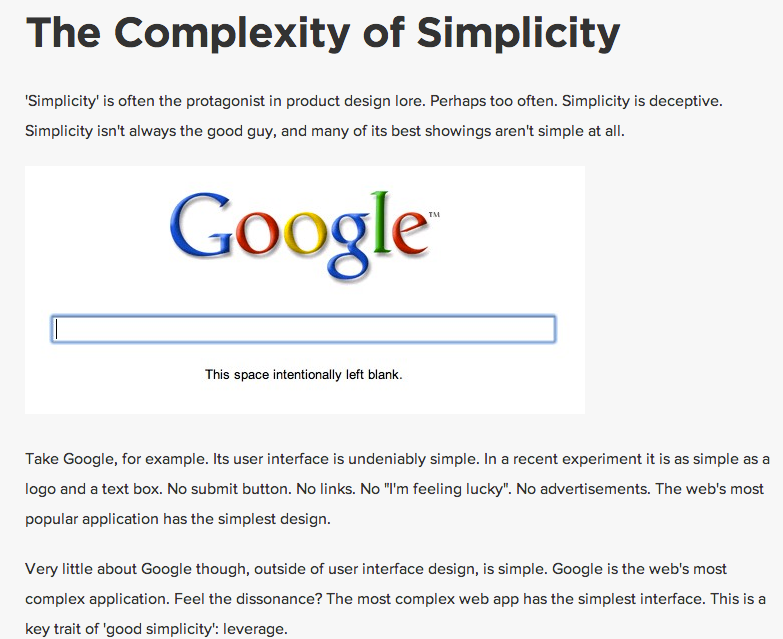 The Complexity of Simplicity
'Simplicity' is often the protagonist in product design lore. Perhaps too often. Simplicity is deceptive.
Simplicity isn't always the good guy, and many of its best showings aren't simple at all.
Google™
This space intentionally left blank.
Take Google, for example. Its user interface is undeniably simple. In a recent experiment it is as simple as a
logo and a text box. No submit button. No links. No "I'm feeling lucky". No advertisements. The web's most
popular application has the simplest design.
Very little about Google though, outside of user interface design, is simple. Google is the web's most
complex application. Feel the dissonance? The most complex web app has the simplest interface. This is a
key trait of 'good simplicity': leverage.